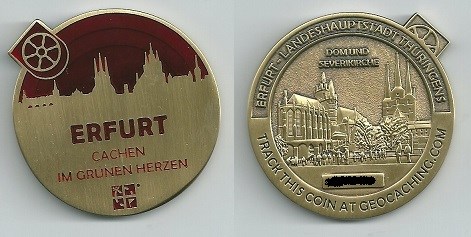 ERFURT
CACHEN
IM GRÜNEN HERZEN
ERFURT - LANDESHAUPTSTADT THÜRINGENS
DOM UND
SEVERIKIRCHE
TRACK THIS COIN AT GEOCACHING.COM